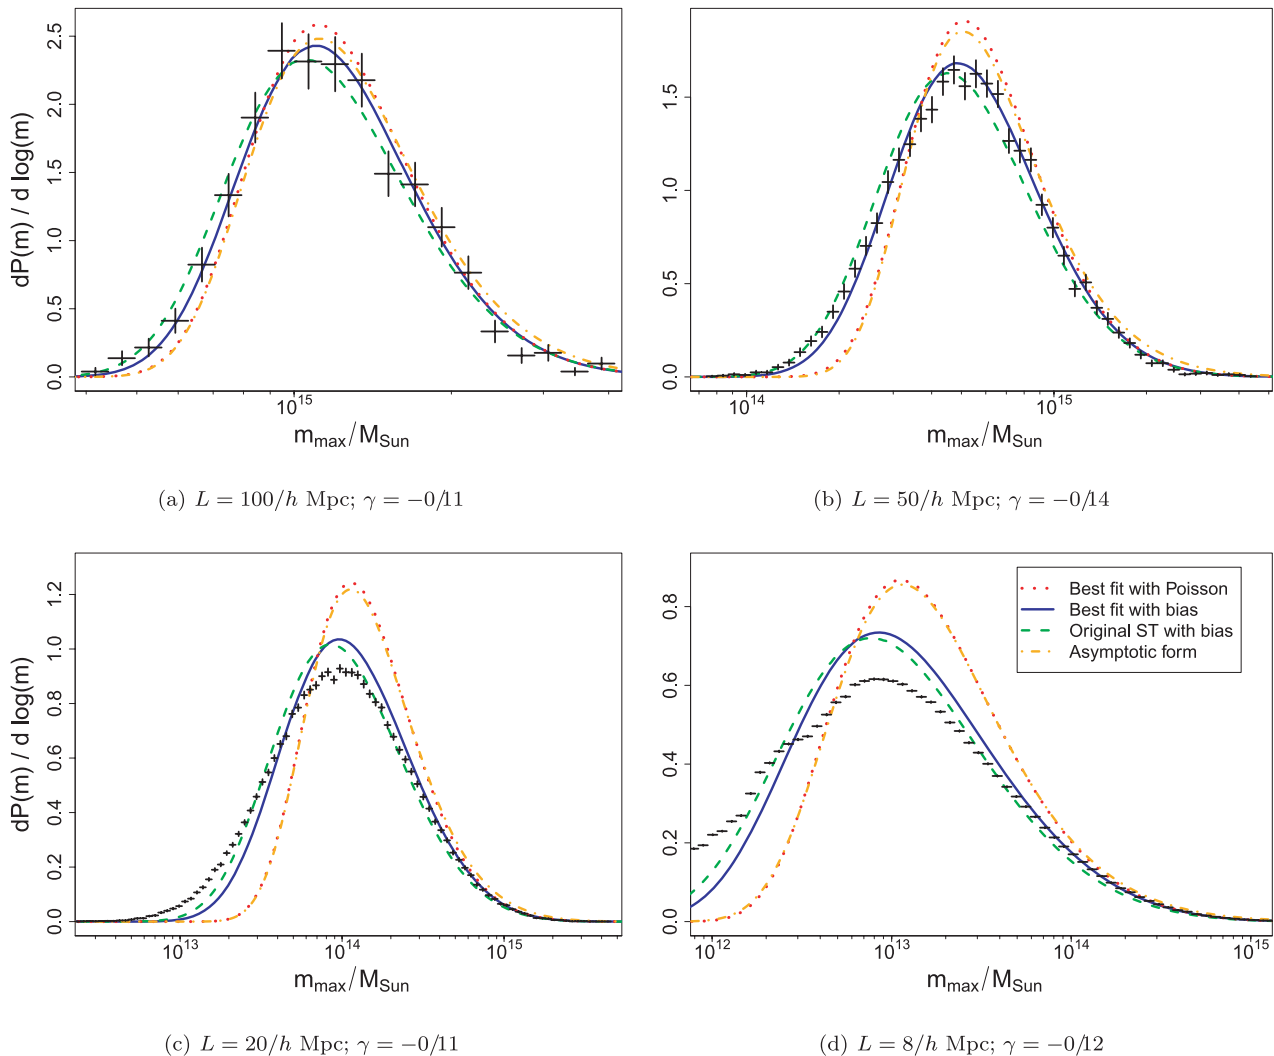 dP(m) / d log(m)
2.5
2.0
1.5
1.0
0.5
0.0
10^15
m_max/M_Sun
(a) L = 100/h Mpc; γ = −0/11
1.5
1.0
0.5
0.0
10^14 10^15
m_max/M_Sun
(b) L = 50/h Mpc; γ = −0/14
dP(m) / d log(m)
1.2
1.0
0.8
0.6
0.4
0.2
0.0
10^13 10^14 10^15
m_max/M_Sun
(c) L = 20/h Mpc; γ = −0/11
Best fit with Poisson
Best fit with bias
Original ST with bias
Asymptotic form
0.8
0.6
0.4
0.2
0.0
10^12 10^13 10^14 10^15
m_max/M_Sun
(d) L = 8/h Mpc; γ = −0/12